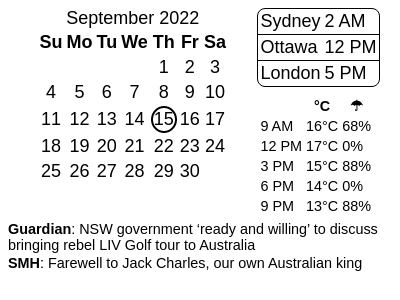 September 2022
Su Mo Tu We Th Fr Sa
1 2 3
4 5 6 7 8 9 10
11 12 13 14 15 16 17
18 19 20 21 22 23 24
25 26 27 28 29 30
Sydney 2 AM
Ottawa 12 PM
London 5 PM
°C ☂
9 AM 16°C 68%
12 PM 17°C 0%
3 PM 15°C 88%
6 PM 14°C 0%
9 PM 13°C 88%
Guardian: NSW government ‘ready and willing’ to discuss
bringing rebel LIV Golf tour to Australia
SMH: Farewell to Jack Charles, our own Australian king